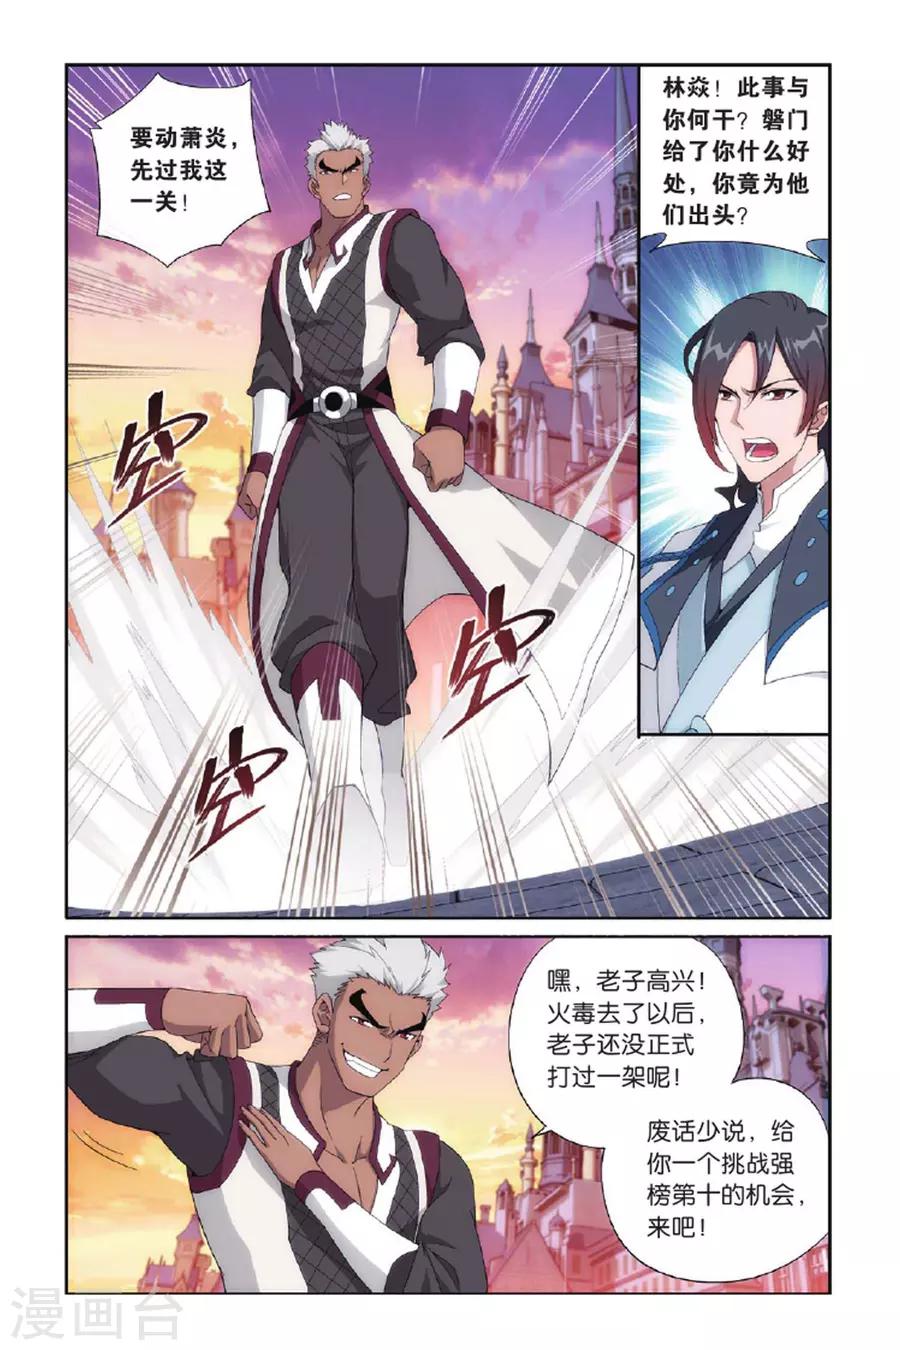 要动萧炎，
先过我这
一关！
林焱！此事与
你何干？磐门
给了你什么好
处，你竟为他
们出头？
空
空
空
嘿，老子高兴！
火毒去了以后，
老子还没正式
打过一架呢！
废话少说，给
你一个挑战强
榜第十的机会，
来吧！
漫画台